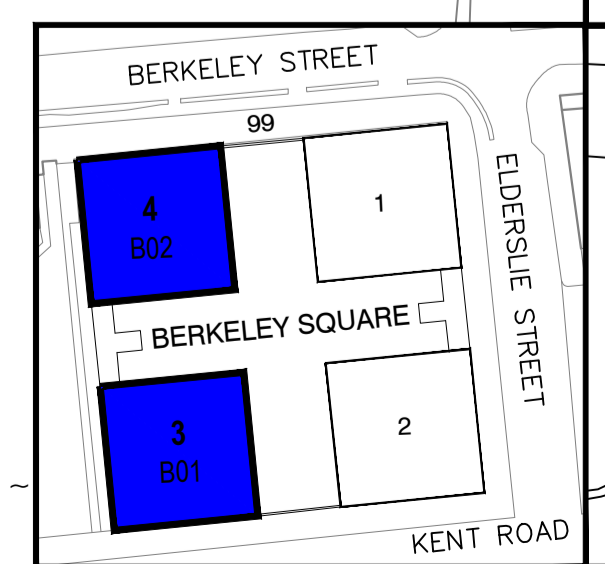 BERKELEY STREET
99
4
B02
1
ELDERSLIE STREET
BERKELEY SQUARE
3
B01
2
~
KENT ROAD